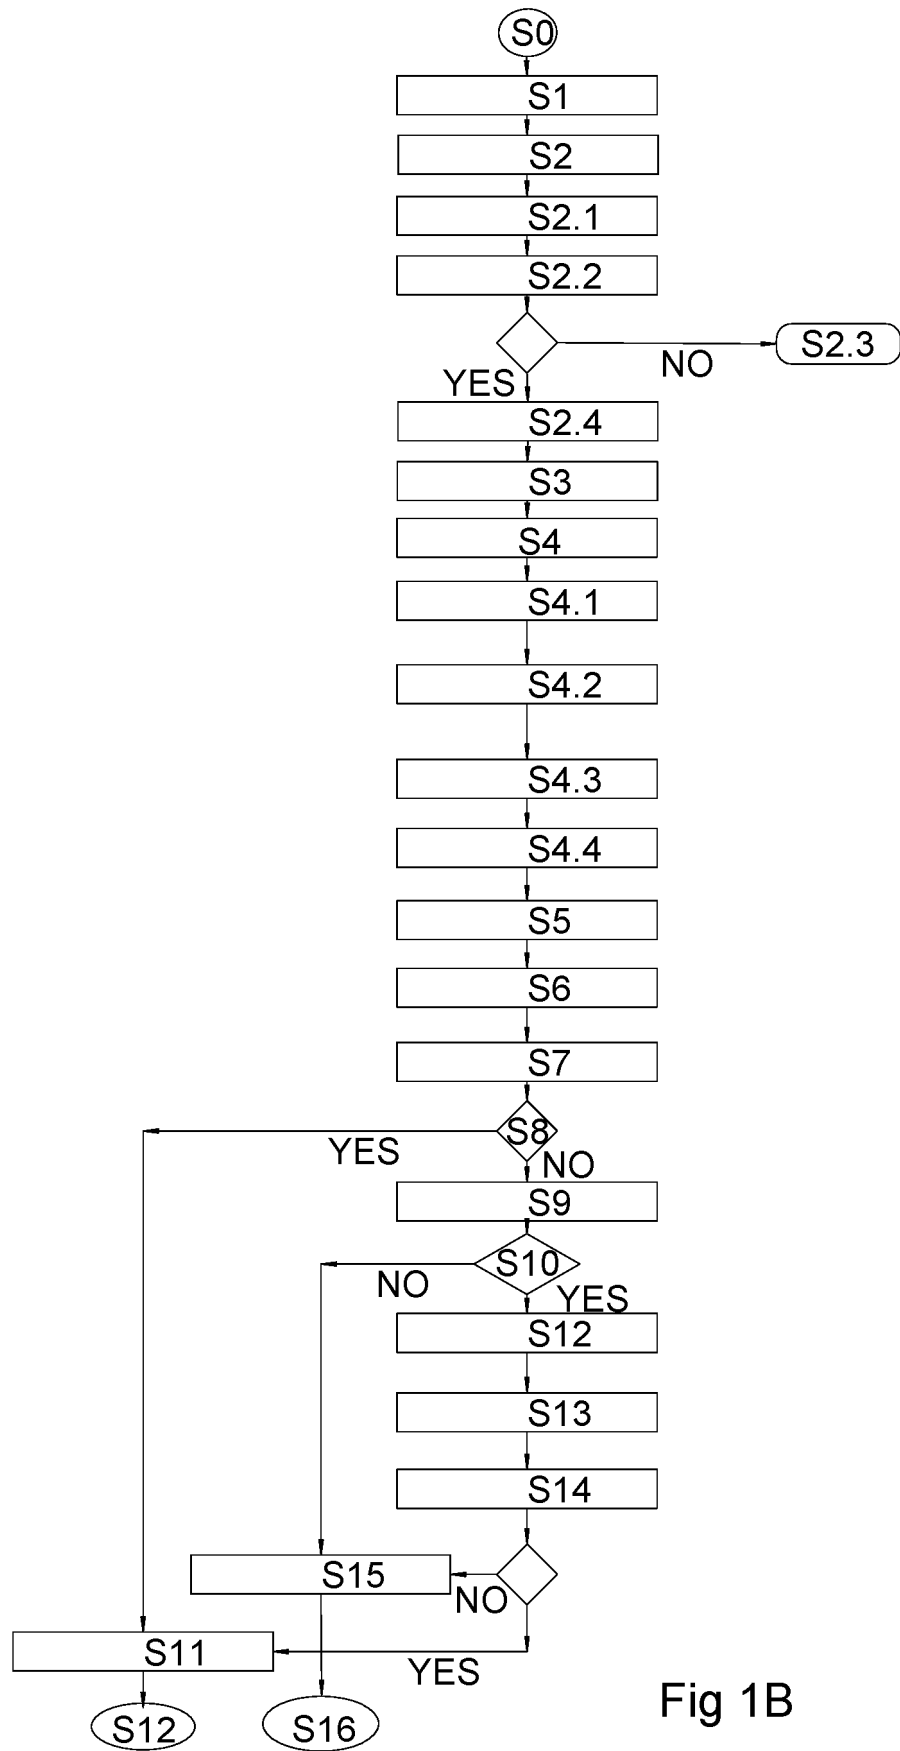 S0
S1
S2
S2.1
S2.2
S2.3
NO
YES
S2.4
S3
S4
S4.1
S4.2
S4.3
S4.4
S5
S6
S7
S8
YES
NO
S9
S10
NO
YES
S12
S13
S14
S15
NO
S11
YES
Fig 1B
S12
S16